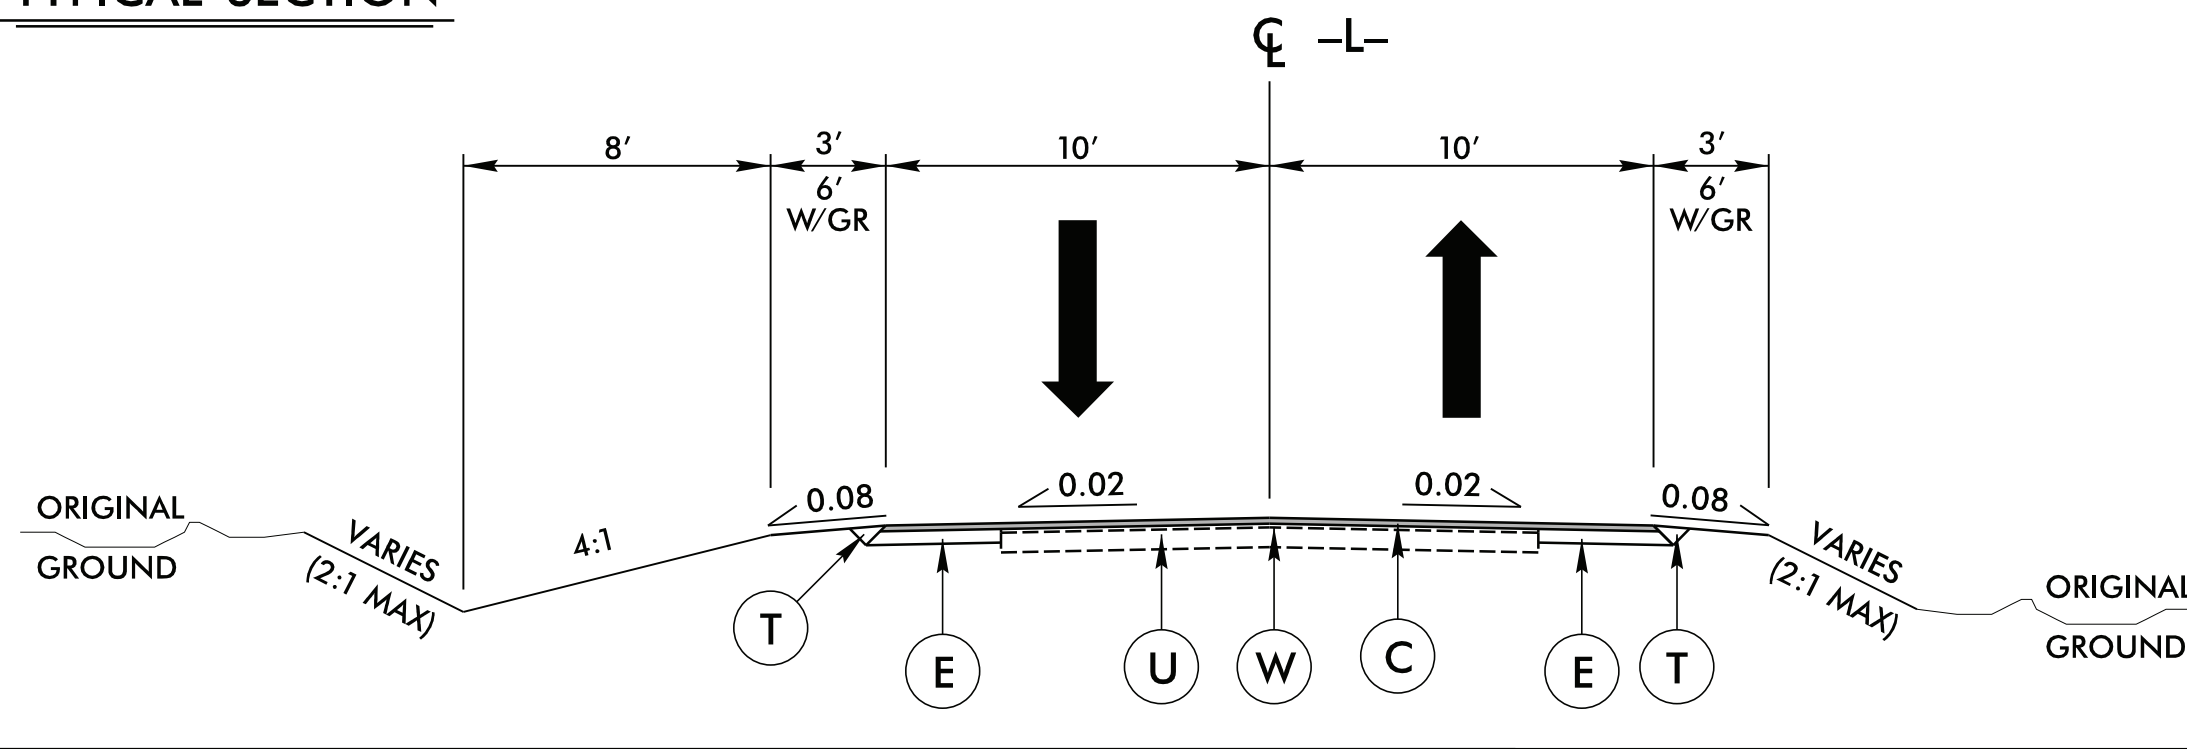 SECTION
℄ –L–
8′
3′
10′
10′
3′
6′
W/GR
6′
W/GR
0.08
0.02
0.02
0.08
ORIGINAL
GROUND
VARIES
(2:1 MAX)
4:1
VARIES
(2:1 MAX)
ORIGINAL
GROUND
T
E
U
W
C
E
T